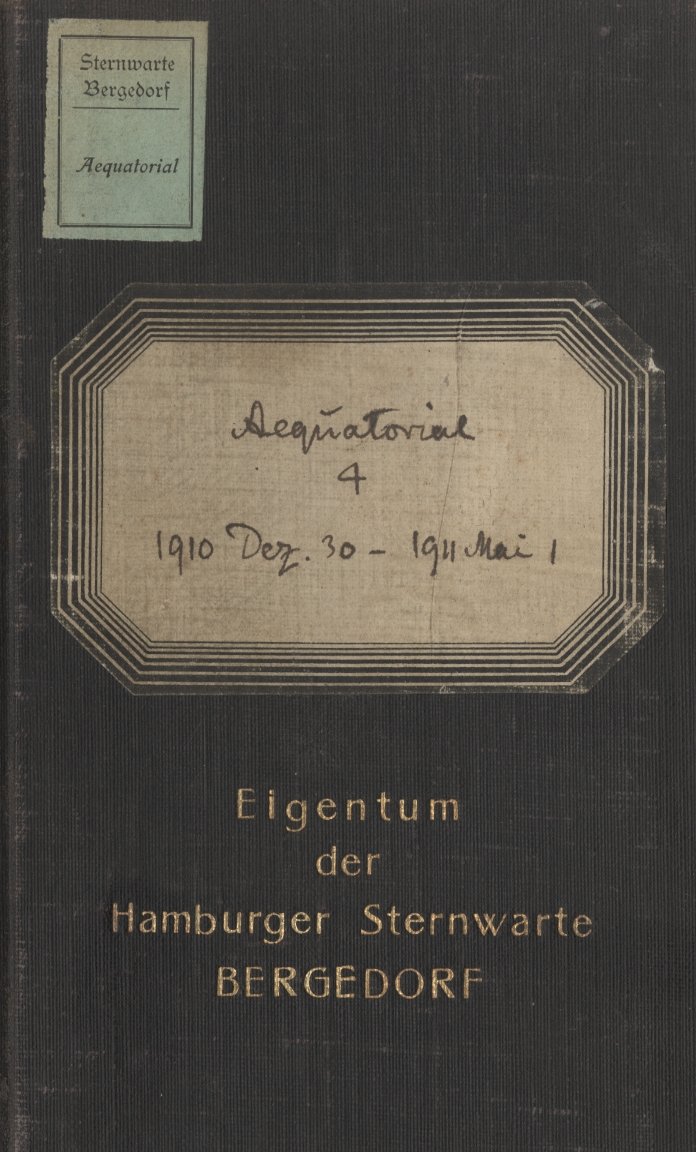 Sternwarte
Bergedorf
Aequatorial
Aequatorial
4
1910 Dez. 30 – 1911 Mai 1
Eigentum
der
Hamburger Sternwarte
BERGEDORF